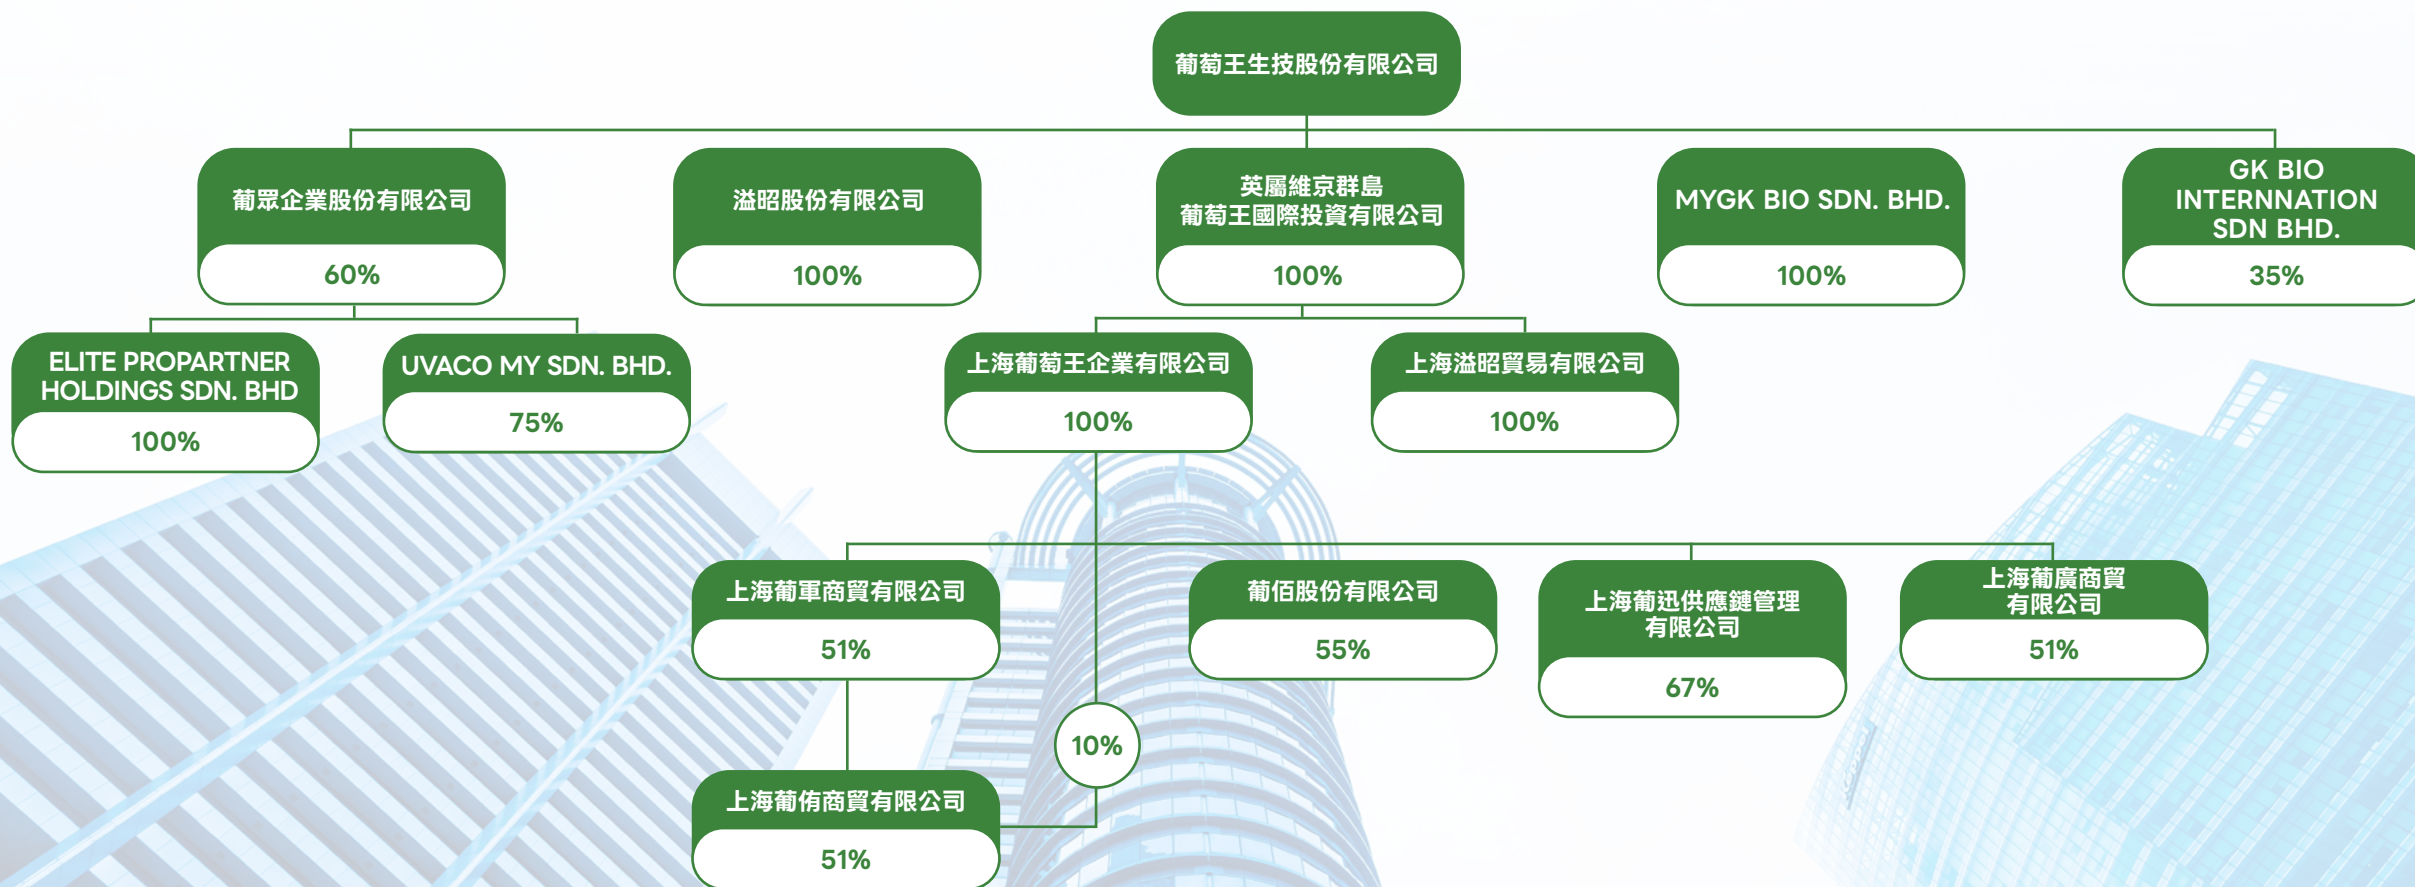 葡萄王生技股份有限公司
葡眾企業股份有限公司
60%
溢昭股份有限公司
100%
英屬維京群島
葡萄王國際投資有限公司
100%
MYGK BIO SDN. BHD.
100%
GK BIO
INTERNNATION
SDN BHD.
35%
ELITE PROPARTNER
HOLDINGS SDN. BHD
100%
UVACO MY SDN. BHD.
75%
上海葡萄王企業有限公司
100%
上海溢昭貿易有限公司
100%
上海葡軍商貿有限公司
51%
葡佰股份有限公司
55%
上海葡迅供應鏈管理
有限公司
67%
上海葡廣商貿
有限公司
51%
10%
上海葡侑商貿有限公司
51%